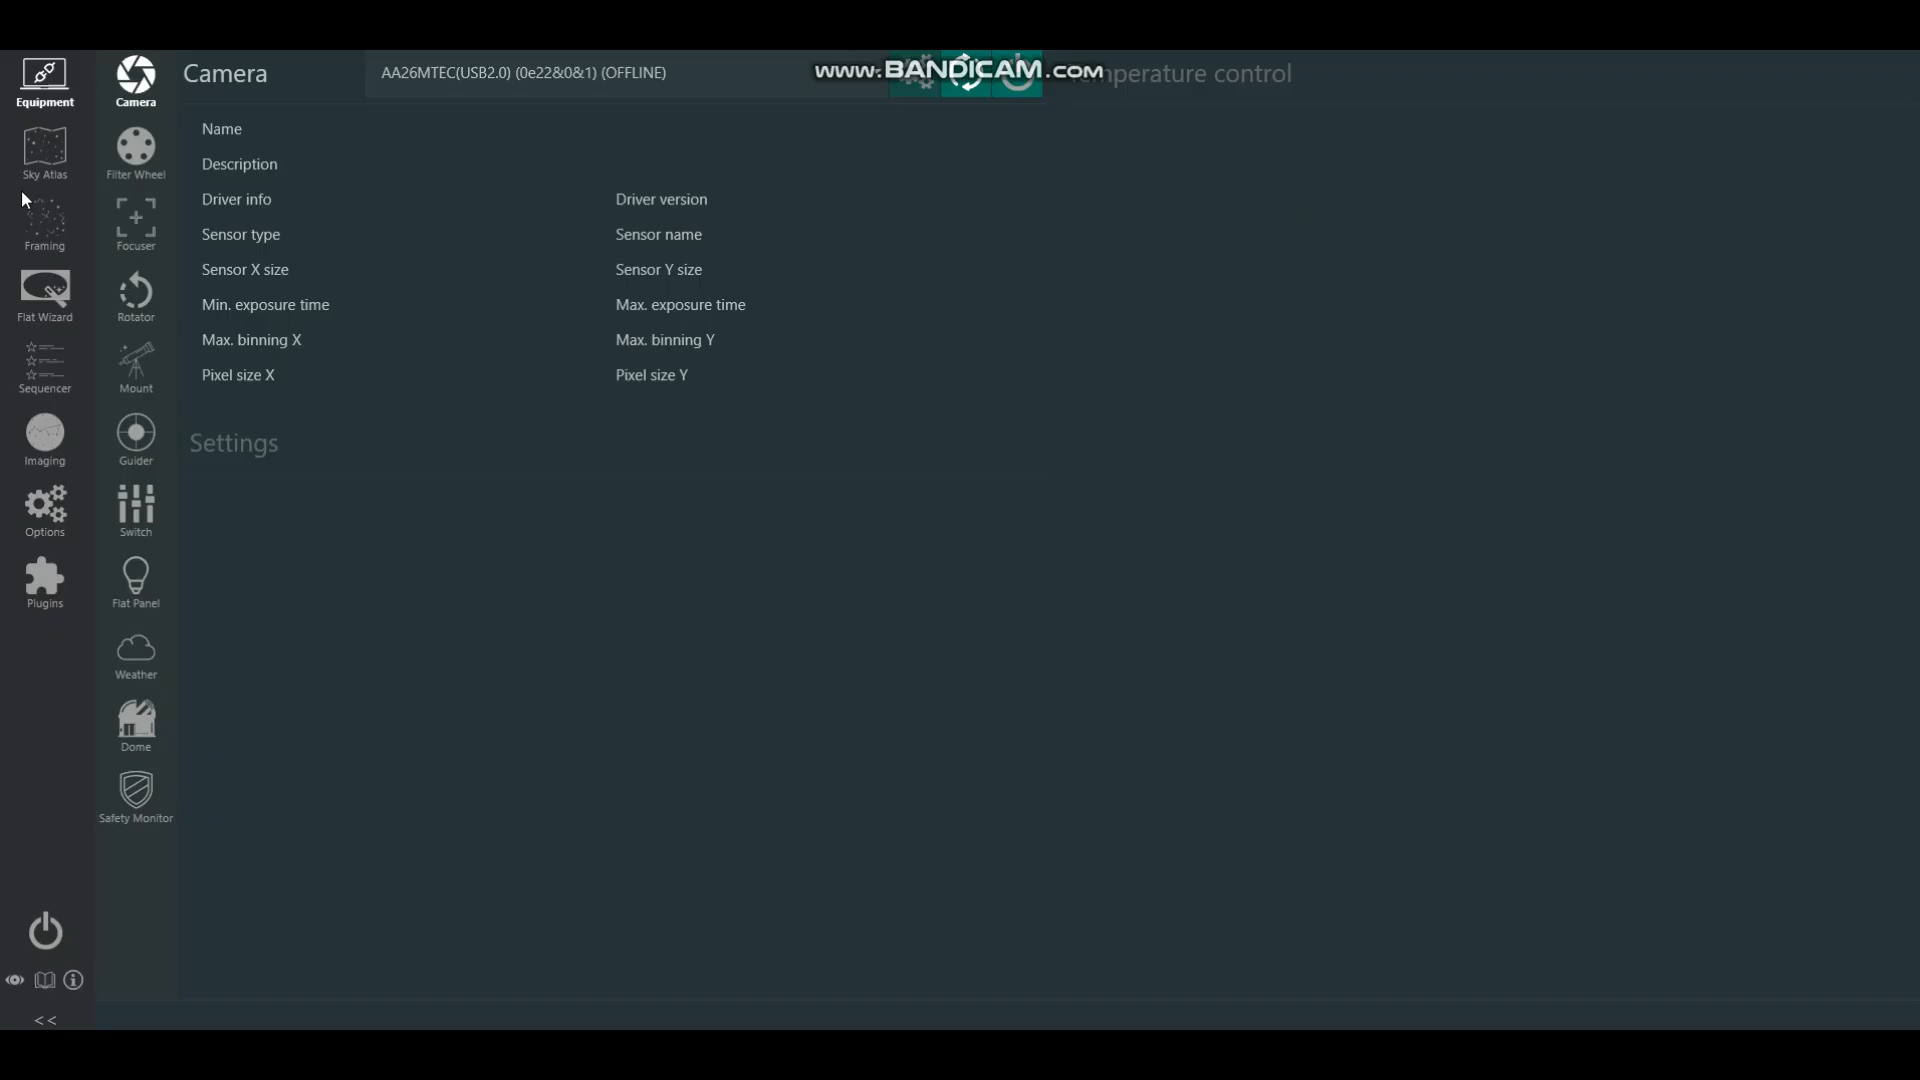 Equipment
Sky Atlas
Framing
Flat Wizard
Sequencer
Imaging
Options
Plugins
<<
Camera
Filter Wheel
Focuser
Rotator
Mount
Guider
Switch
Flat Panel
Weather
Dome
Safety Monitor
Camera
AA26MTEC(USB2.0) (0e22&0&1) (OFFLINE)
www.BANDICAM.com
Temperature control
Name
Description
Driver info
Driver version
Sensor type
Sensor name
Sensor X size
Sensor Y size
Min. exposure time
Max. exposure time
Max. binning X
Max. binning Y
Pixel size X
Pixel size Y
Settings